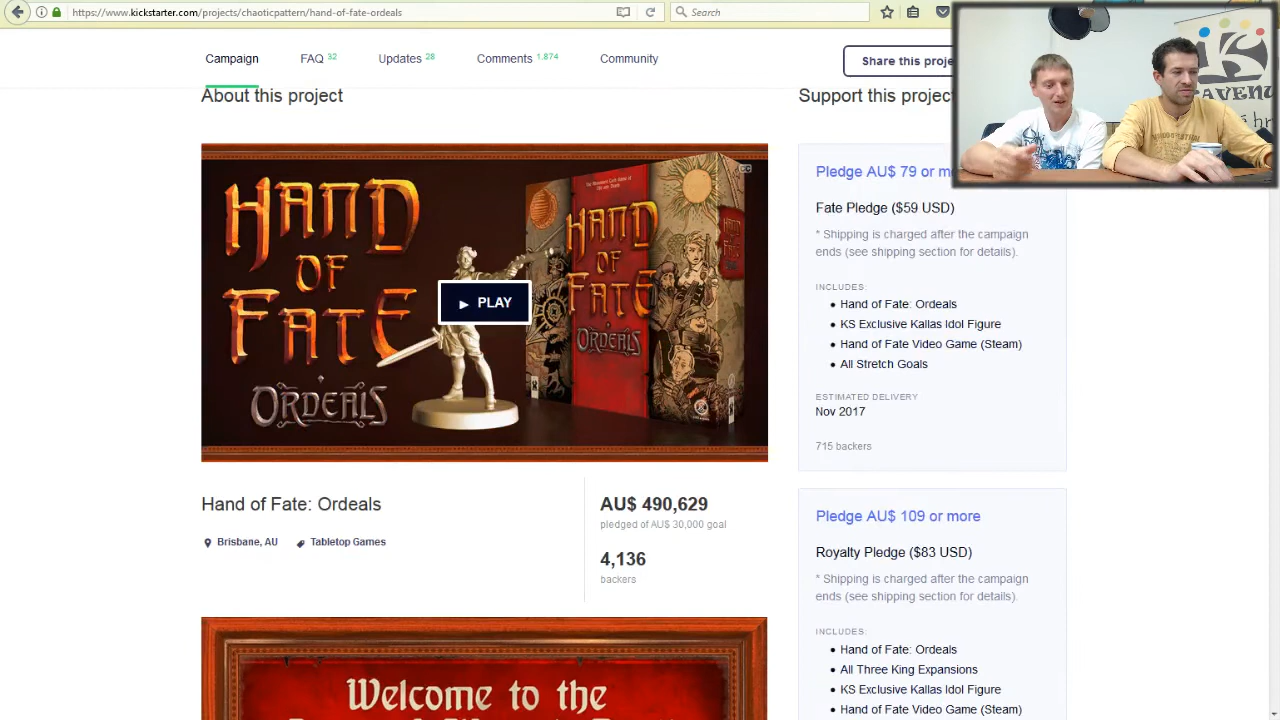 https://www.kickstarter.com/projects/chaoticpattern/hand-of-fate-ordeals
Search
Campaign
FAQ 32
Updates 28
Comments 1.874
Community
Share this proje
About this project
Support this project
HAND
OF
FATE
ORDEALS
PLAY
HAND
OF
FATE
ORDEALS
Hand of Fate: Ordeals
Brisbane, AU
Tabletop Games
AU$ 490,629
pledged of AU$ 30,000 goal
4,136
backers
Welcome to the
Pledge AU$ 79 or m
Fate Pledge ($59 USD)
* Shipping is charged after the campaign
ends (see shipping section for details).
INCLUDES:
Hand of Fate: Ordeals
KS Exclusive Kallas Idol Figure
Hand of Fate Video Game (Steam)
All Stretch Goals
ESTIMATED DELIVERY
Nov 2017
715 backers
Pledge AU$ 109 or more
Royalty Pledge ($83 USD)
* Shipping is charged after the campaign
ends (see shipping section for details).
INCLUDES:
Hand of Fate: Ordeals
All Three King Expansions
KS Exclusive Kallas Idol Figure
Hand of Fate Video Game (Steam)